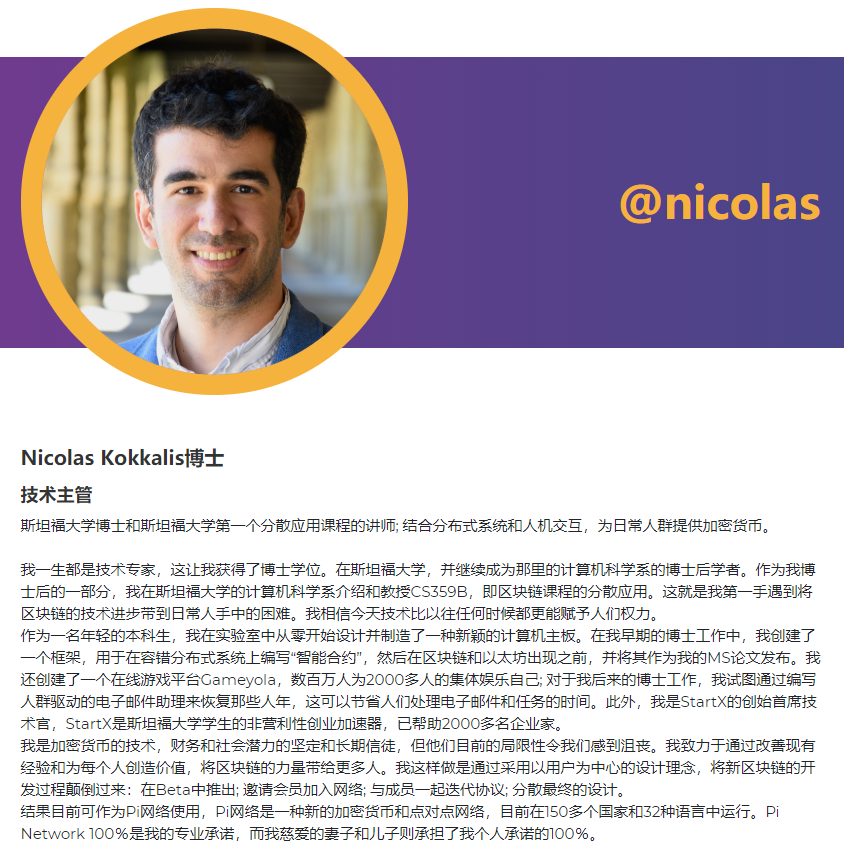 @nicolas
Nicolas Kokkalis博士
技术主管
斯坦福大学博士和斯坦福大学第一个分散应用课程的讲师; 结合分布式系统和人机交互，为日常人群提供加密货币。
我一生都是技术专家，这让我获得了博士学位。在斯坦福大学，并继续成为那里的计算机科学系的博士后学者。作为我博
士后的一部分，我在斯坦福大学的计算机科学系介绍和教授CS359B，即区块链课程的分散应用。这就是我第一手遇到将
区块链的技术进步带到日常人手中的困难。我相信今天技术比以往任何时候都更能赋予人们权力。
作为一名年轻的本科生，我在实验室中从零开始设计并制造了一种新颖的计算机主板。在我早期的博士工作中，我创建了
一个框架，用于在容错分布式系统上编写“智能合约”，然后在区块链和以太坊出现之前，并将其作为我的MS论文发布。我
还创建了一个在线游戏平台Gameyola，数百万人为2000多人的集体娱乐自己; 对于我后来的博士工作，我试图通过编写
人群驱动的电子邮件助理来恢复那些人年，这可以节省人们处理电子邮件和任务的时间。此外，我是StartX的创始首席技
术官，StartX是斯坦福大学学生的非营利性创业加速器，已帮助2000多名企业家。
我是加密货币的技术，财务和社会潜力的坚定和长期信徒，但他们目前的局限性令我们感到沮丧。我致力于通过改善现有
经验和为每个人创造价值，将区块链的力量带给更多人。我这样做是通过采用以用户为中心的设计理念，将新区块链的开
发过程颠倒过来：在Beta中推出; 邀请会员加入网络; 与成员一起迭代协议; 分散最终的设计。
结果目前可作为Pi网络使用，Pi网络是一种新的加密货币和点对点网络，目前在150多个国家和32种语言中运行。Pi
Network 100％是我的专业承诺，而我慈爱的妻子和儿子则承担了我个人承诺的100％。